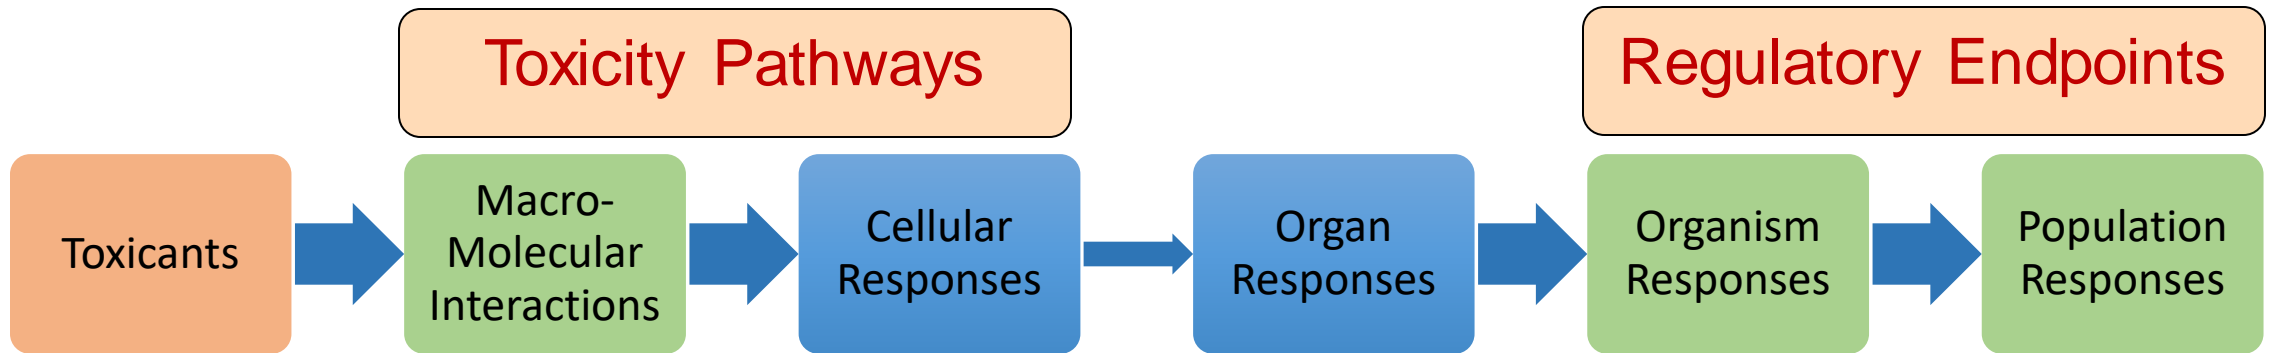 Toxicity Pathways
Regulatory Endpoints
Toxicants
Macro-
Molecular
Interactions
Cellular
Responses
Organ
Responses
Organism
Responses
Population
Responses